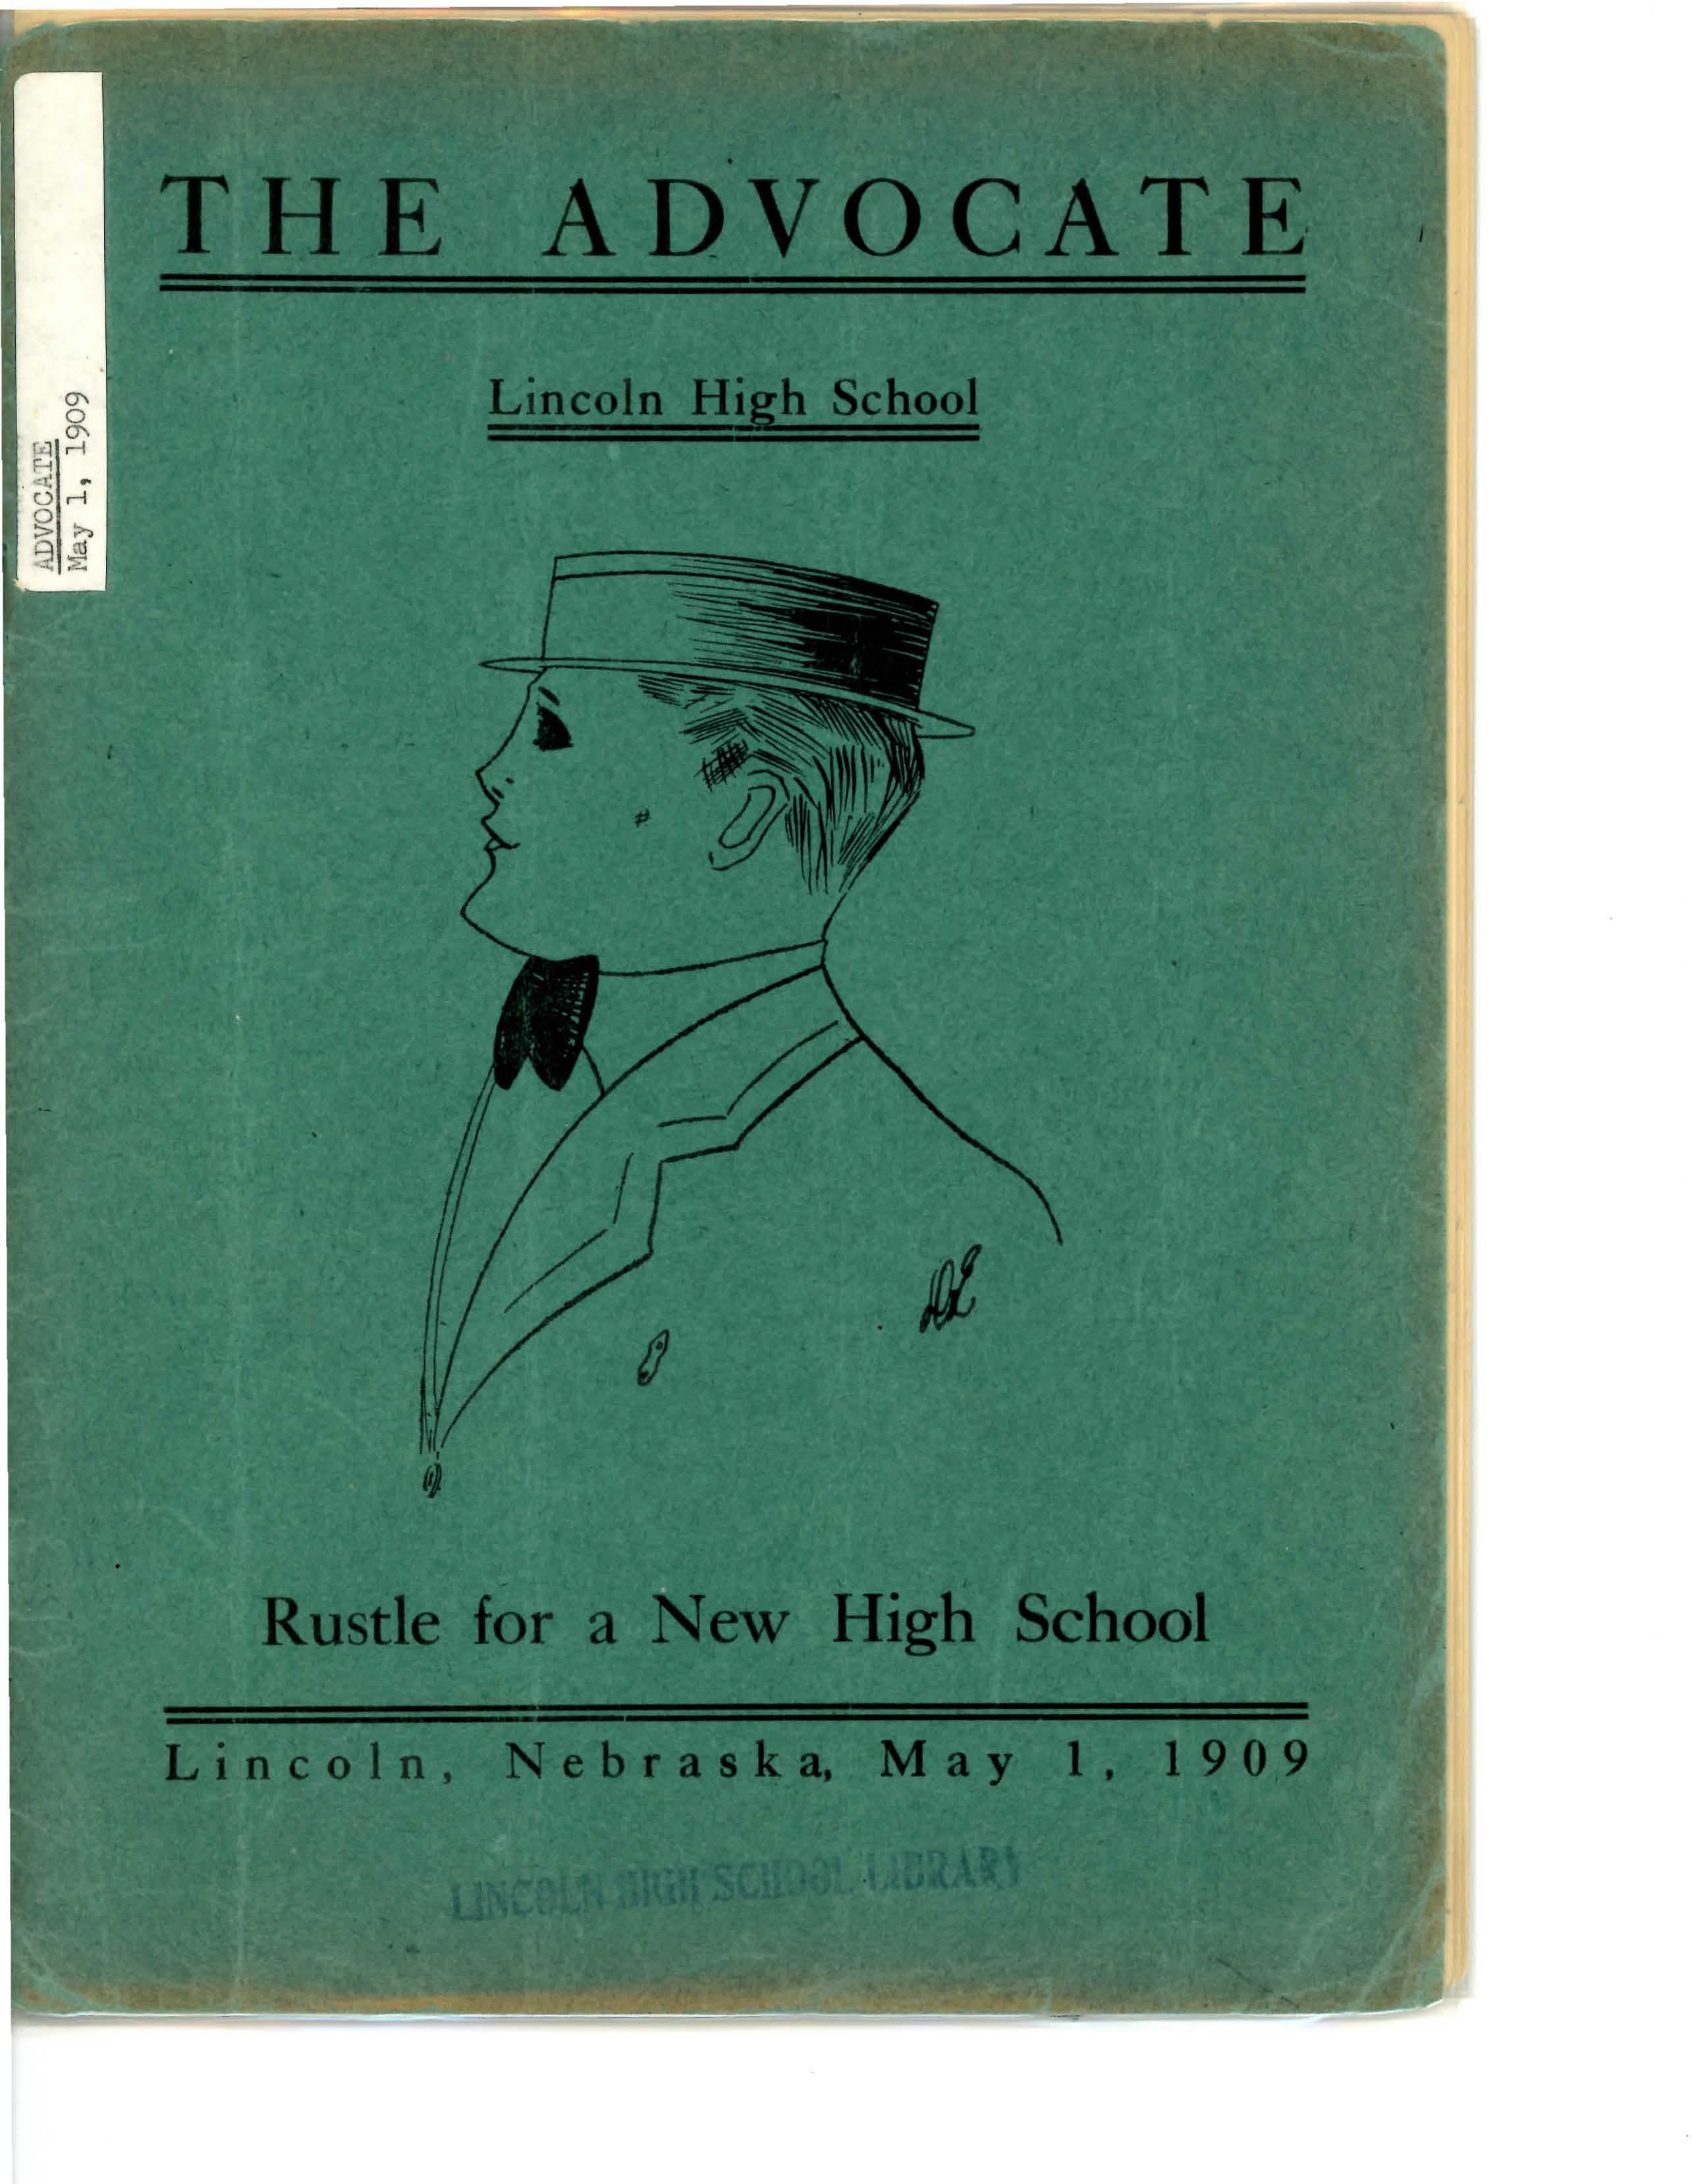 THE ADVOCATE
ADVOCATE
May 1, 1909
Lincoln High School
Rustle for a New High School
Lincoln, Nebraska, May 1, 1909
LINCOLN HIGH SCHOOL LIBRARY